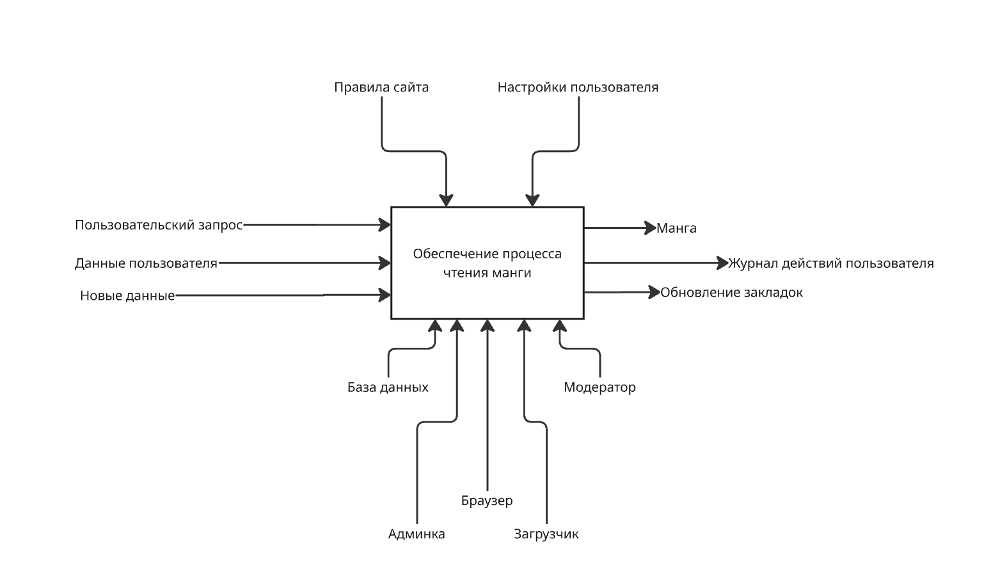 Правила сайта
Настройки пользователя
Пользовательский запрос
Данные пользователя
Новые данные
Обеспечение процесса
чтения манги
Манга
Журнал действий пользователя
Обновление закладок
База данных
Модератор
Браузер
Админка
Загрузчик